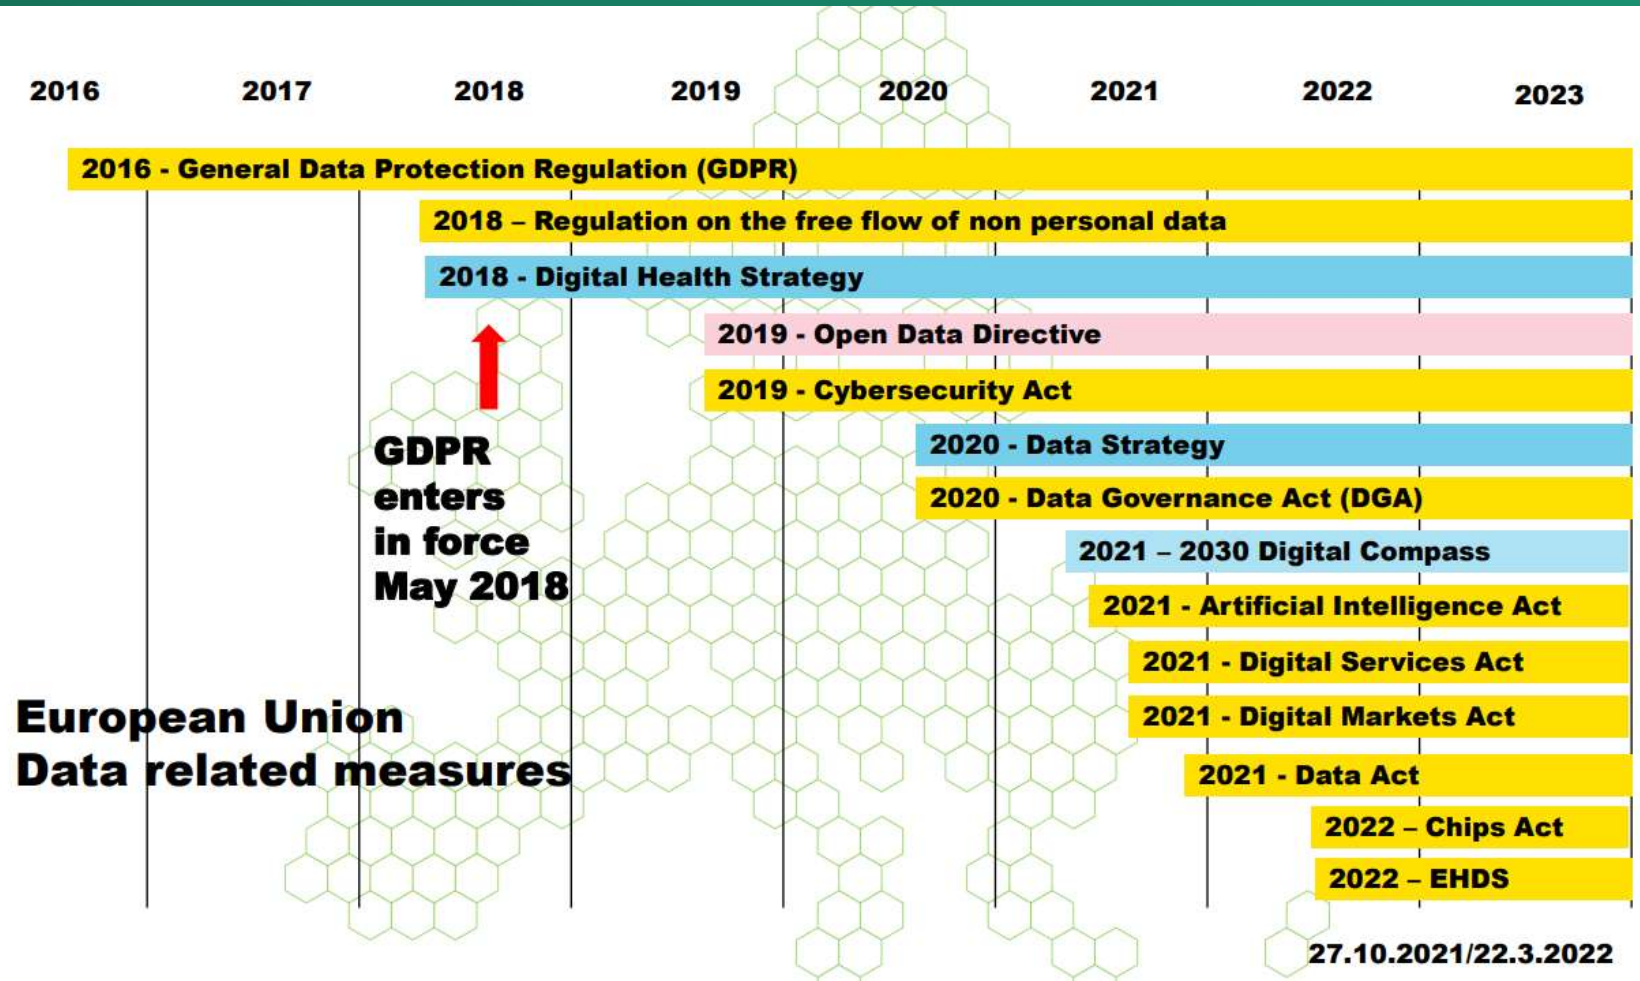 2016 2017 2018 2019 2020 2021 2022 2023
2016 - General Data Protection Regulation (GDPR)
2018 – Regulation on the free flow of non personal data
2018 - Digital Health Strategy
2019 - Open Data Directive
2019 - Cybersecurity Act
2020 - Data Strategy
2020 - Data Governance Act (DGA)
2021 – 2030 Digital Compass
2021 - Artificial Intelligence Act
2021 - Digital Services Act
2021 - Digital Markets Act
2021 - Data Act
2022 – Chips Act
2022 – EHDS
GDPR
enters
in force
May 2018
European Union
Data related measures
27.10.2021/22.3.2022